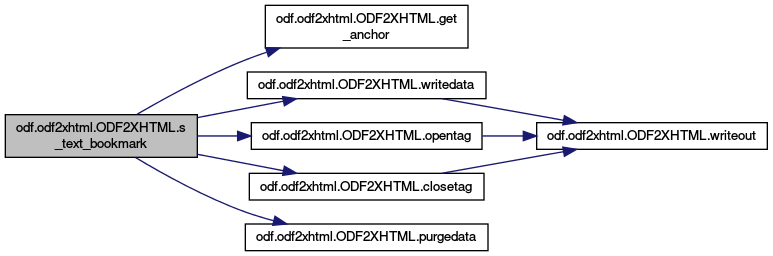 odf.odf2xhtml.ODF2XHTML.get
_anchor
odf.odf2xhtml.ODF2XHTML.writedata
odf.odf2xhtml.ODF2XHTML.s
_text_bookmark
odf.odf2xhtml.ODF2XHTML.opentag
odf.odf2xhtml.ODF2XHTML.writeout
odf.odf2xhtml.ODF2XHTML.closetag
odf.odf2xhtml.ODF2XHTML.purgedata